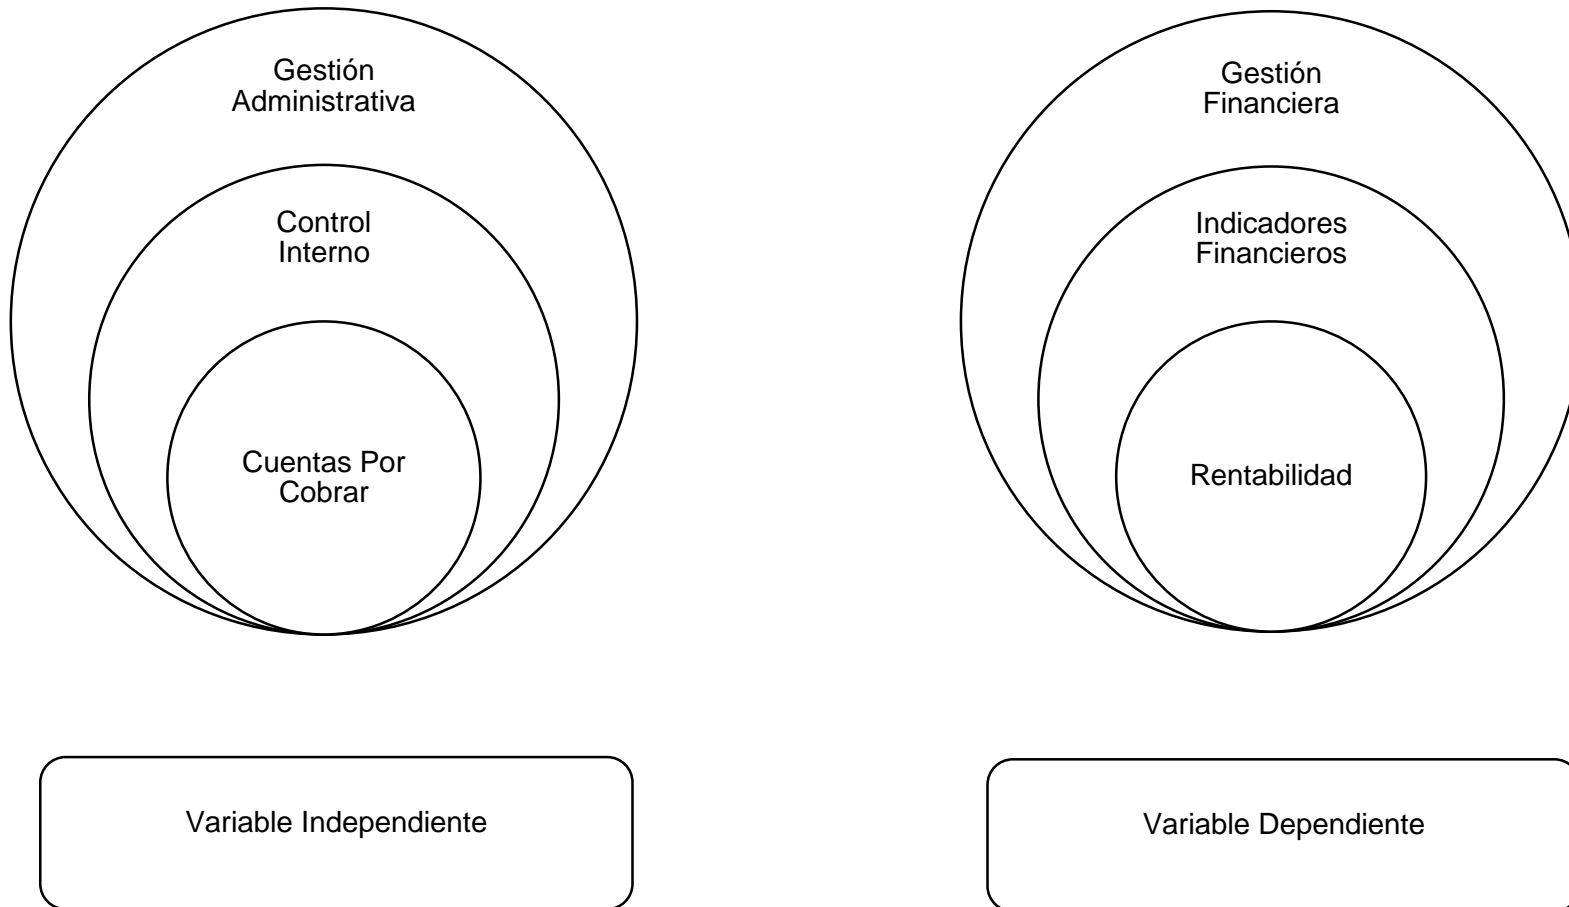 Gestión
Administrativa
Control
Interno
Cuentas Por
Cobrar
Variable Independiente
Gestión
Financiera
Indicadores
Financieros
Rentabilidad
Variable Dependiente